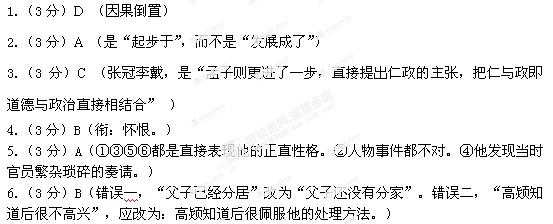 1.（3分）D （因果倒置）
2.（3分）A （是“起步于”，而不是“发展成了”）
3.（3分）C （张冠李戴，是“孟子则更进了一步，直接提出仁政的主张，把仁与政即
道德与政治直接相结合” ）
4.（3分）B（衔：怀恨。）
5.（3分）A（①③⑤⑥都是直接表现他的正直性格。②人物事件都不对。④他发现当时
官员繁杂琐碎的奏请。）
6.（3分）B（错误一，“父子已经分居”改为“父子还没有分家”。错误二，“高颎知
道后很不高兴”，应改为：高颎知道后很佩服他的处理方法。）